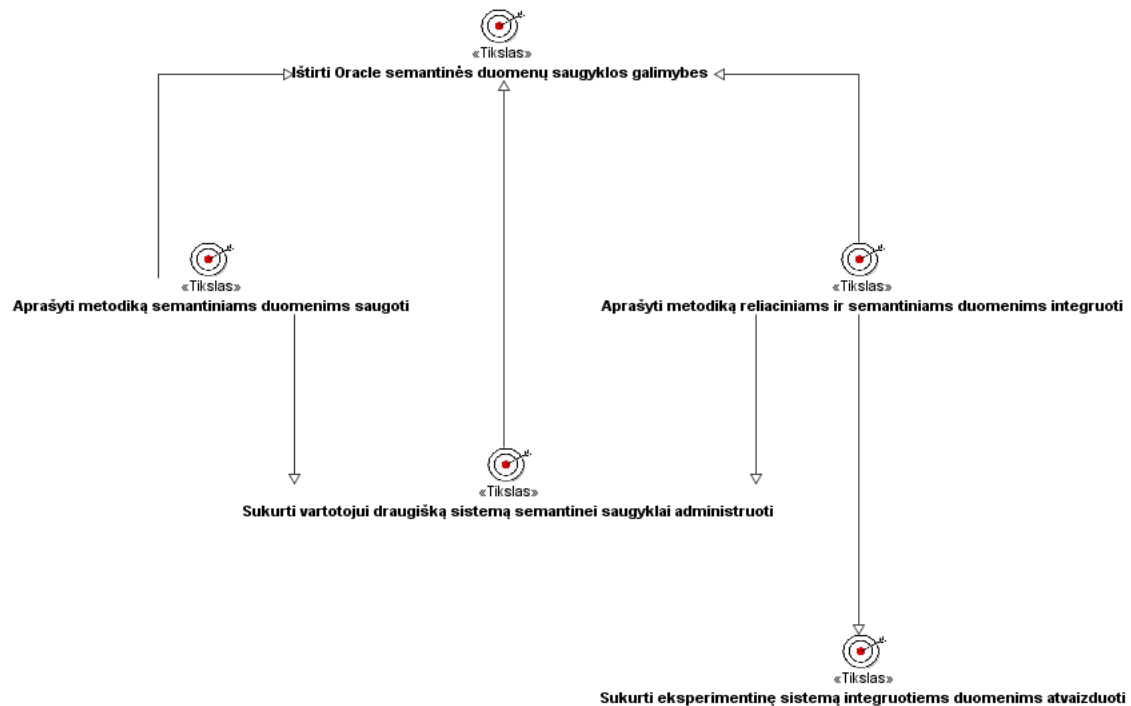 «Tikslas»
Ištirti Oracle semantinės duomenų saugyklos galimybes
«Tikslas»
Aprašyti metodiką semantiniams duomenims saugoti
«Tikslas»
Aprašyti metodiką reliaciniams ir semantiniams duomenims integruoti
«Tikslas»
Sukurti vartotojui draugišką sistemą semantinei saugyklai administruoti
«Tikslas»
Sukurti eksperimentinę sistemą integruotiems duomenims atvaizduoti